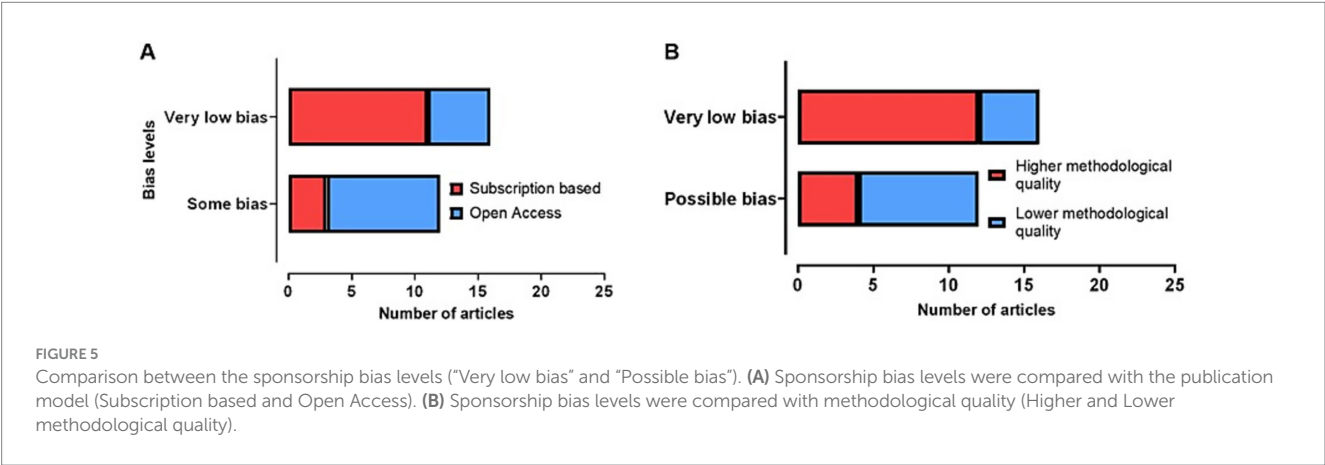 A
Bias levels
Very low bias
Some bias
Subscription based
Open Access
0 5 10 15 20 25
Number of articles
B
Very low bias
Possible bias
Higher methodological
quality
Lower methodological
quality
0 5 10 15 20 25
Number of articles
FIGURE 5
Comparison between the sponsorship bias levels (“Very low bias” and “Possible bias”). (A) Sponsorship bias levels were compared with the publication
model (Subscription based and Open Access). (B) Sponsorship bias levels were compared with methodological quality (Higher and Lower
methodological quality).